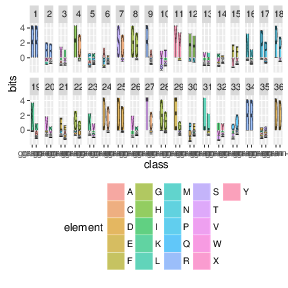 1 2 3 4 5 6 7 8 9 10 11 12 13 14 15 16 17 18
4
2
0
bits
19 20 21 22 23 24 25 26 27 28 29 30 31 32 33 34 35 36
4
2
0
class
element
A G M S Y
C H N T
D I P V
E K Q W
F L R X